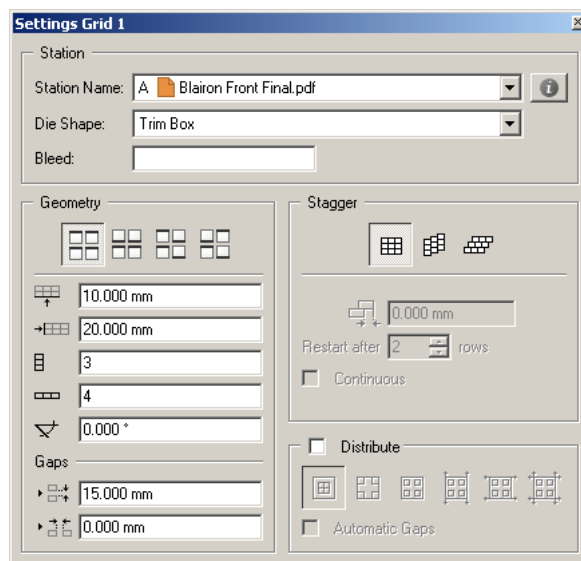 Settings Grid 1
Station
Station Name: A Blairon Front Final.pdf
Die Shape: Trim Box
Bleed:
Geometry
10.000 mm
20.000 mm
3
4
0.000 °
Gaps
15.000 mm
0.000 mm
Stagger
0.000 mm
Restart after 2 rows
Continuous
Distribute
Automatic Gaps